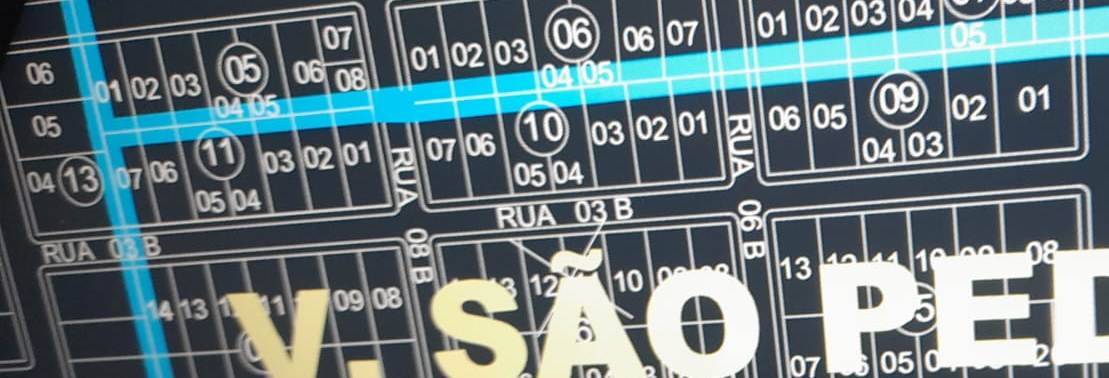 07
06 01 02 03 05 06 08
01 02 03 06 06 07
01 02 03 04
04 05
04 05
05
05
04 13 07 06 11 03 02 01
05 04
07 06 10 03 02 01
05 04
06 05 09 02 01
04 03
RUA
RUA
RUA 03 B
RUA 03 B
08 B
06 B
14 13 11 09 08
12 10
13 08
V. SÃO PED
07 05